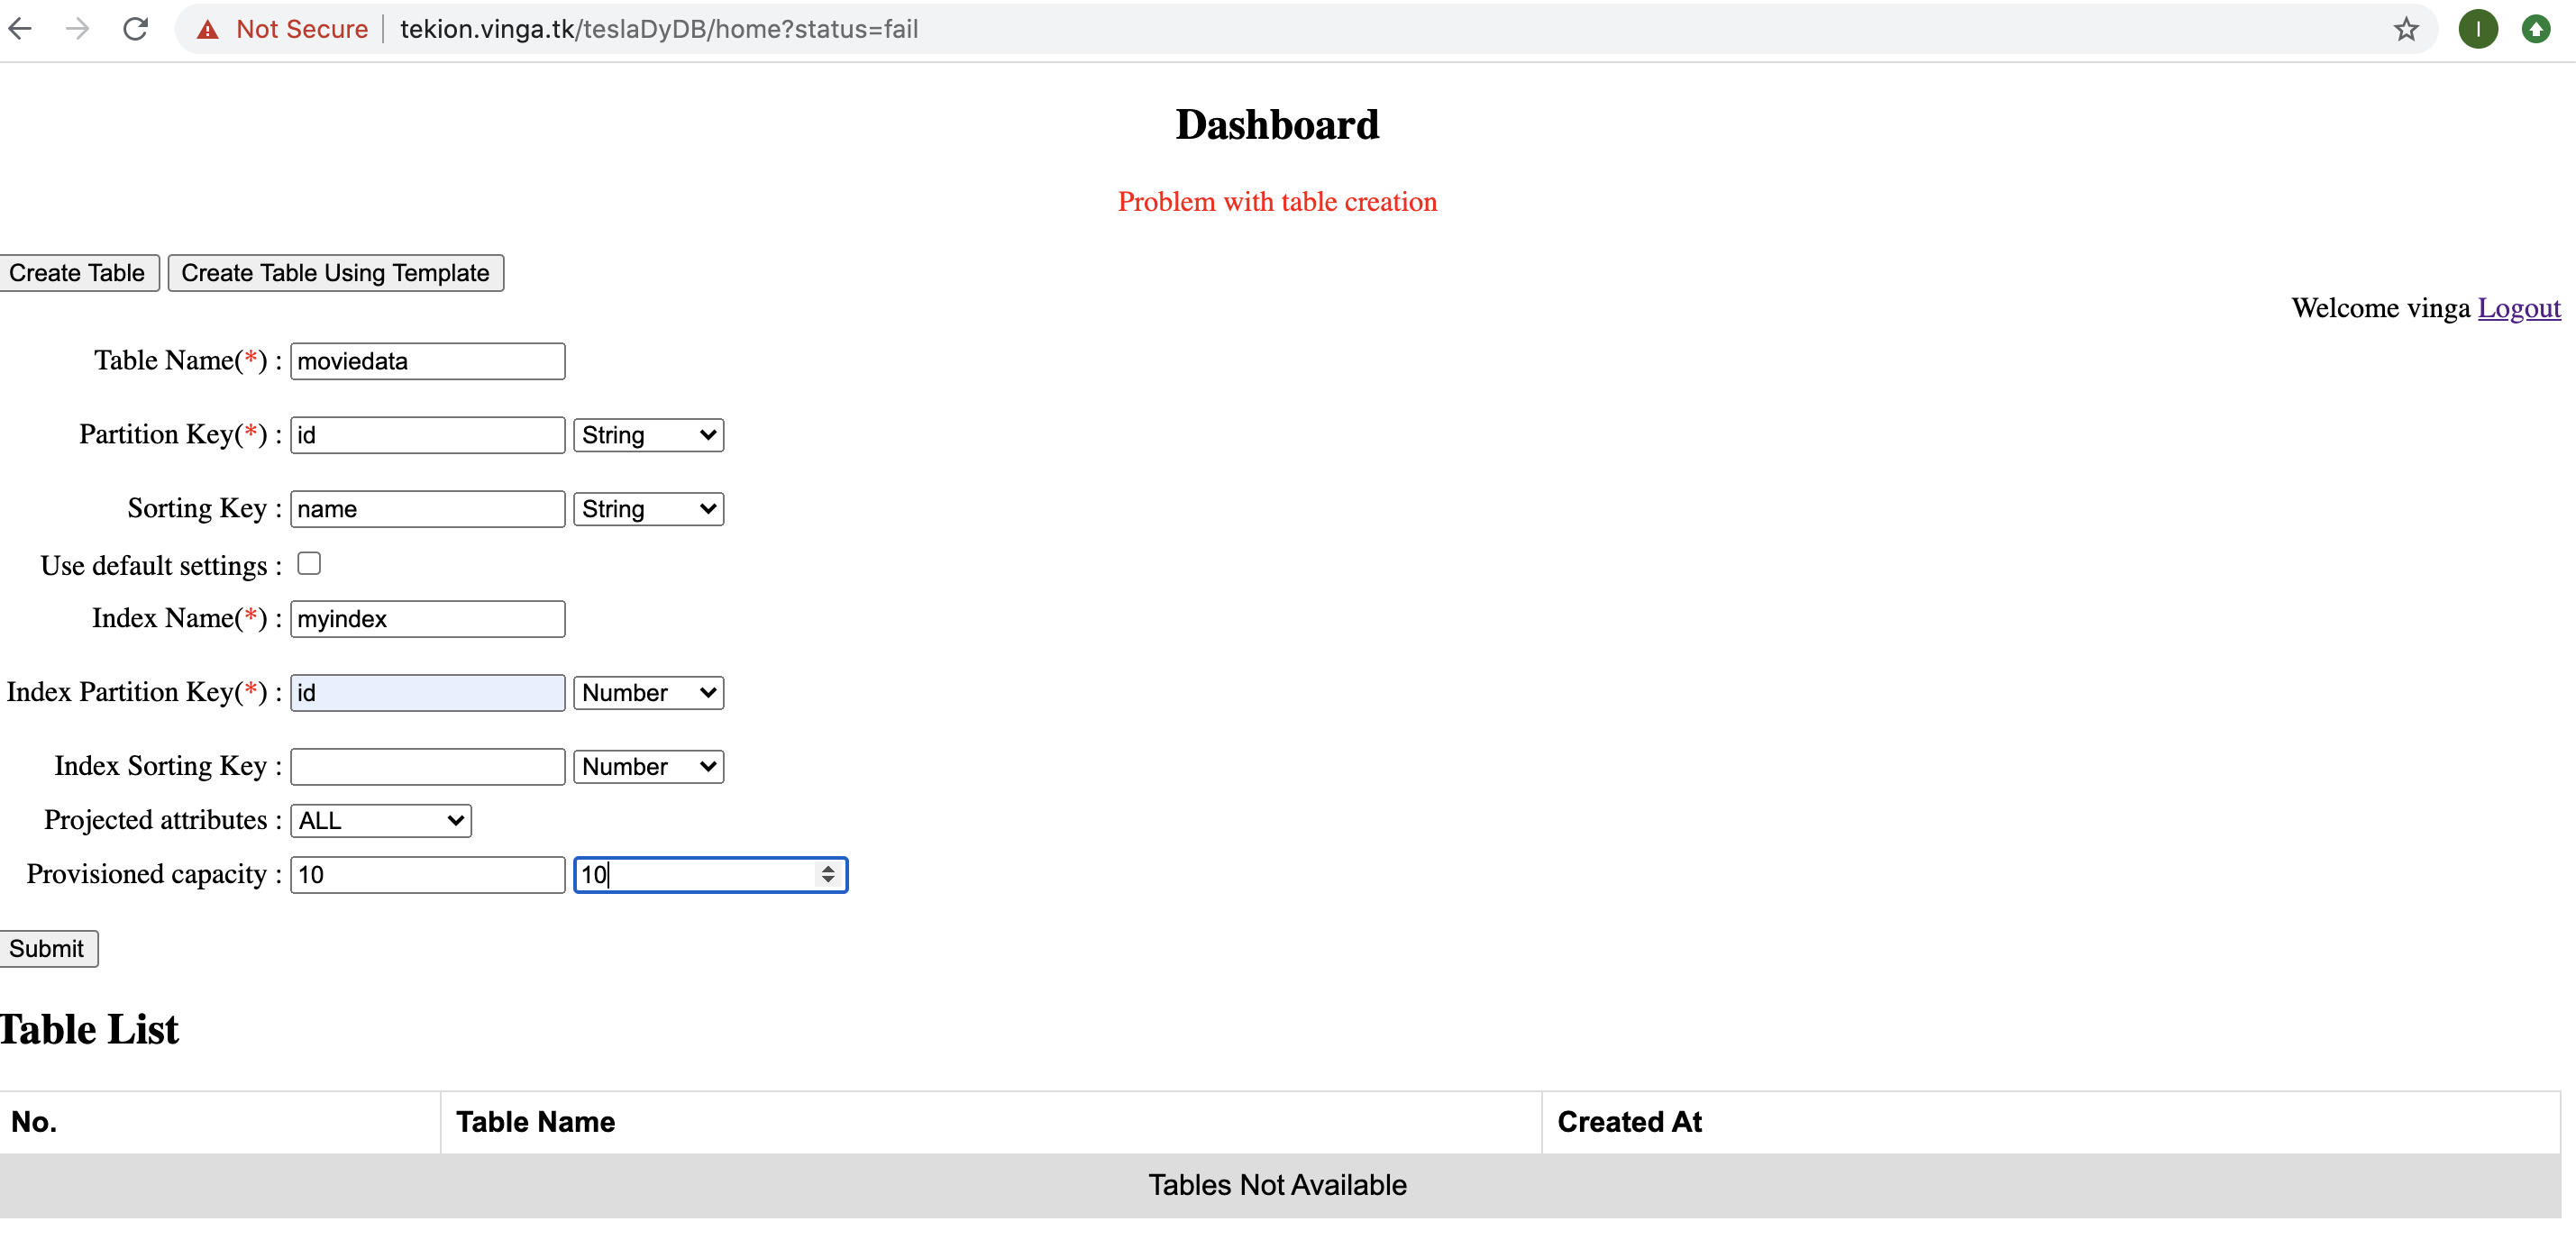 Not Secure | tekion.vinga.tk/teslaDyDB/home?status=fail
I
Dashboard
Problem with table creation
Create Table Create Table Using Template
Welcome vinga Logout
Table Name(*) : moviedata
Partition Key(*) : id String
Sorting Key : name String
Use default settings :
Index Name(*) : myindex
Index Partition Key(*) : id Number
Index Sorting Key : Number
Projected attributes : ALL
Provisioned capacity : 10 10
Submit
Table List
No. Table Name Created At
Tables Not Available